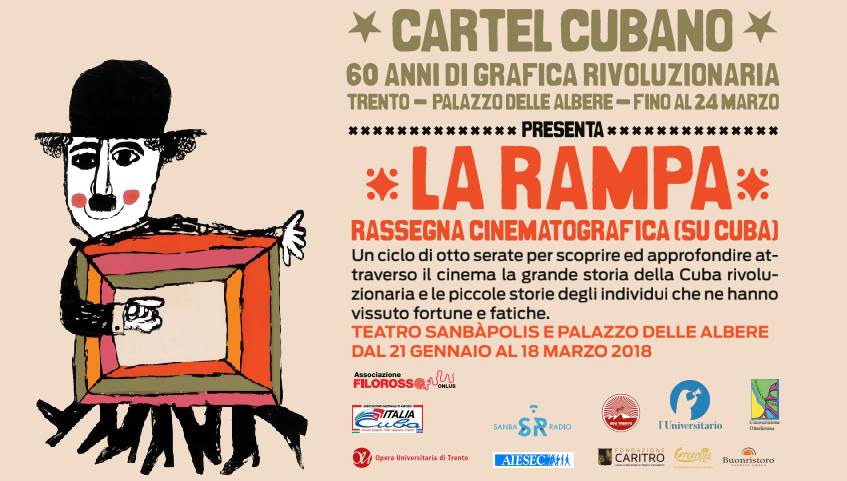 CARTEL CUBANO
60 ANNI DI GRAFICA RIVOLUZIONARIA
TRENTO – PALAZZO DELLE ALBERE – FINO AL 24 MARZO
PRESENTA
LA RAMPA
RASSEGNA CINEMATOGRAFICA (SU CUBA)
Un ciclo di otto serate per scoprire ed approfondire at-
traverso il cinema la grande storia della Cuba rivolu-
zionaria e le piccole storie degli individui che ne hanno
vissuto fortune e fatiche.
TEATRO SANBÀPOLIS E PALAZZO DELLE ALBERE
DAL 21 GENNAIO AL 18 MARZO 2018
Associazione
FILOROSSO
ONLUS
ITALIA
Cuba
SANBA SR RADIO
UDU TRENTO
l'Universitario
Opera Universitaria di Trento
AIESEC
FONDAZIONE
CARITRO
Buonristoro